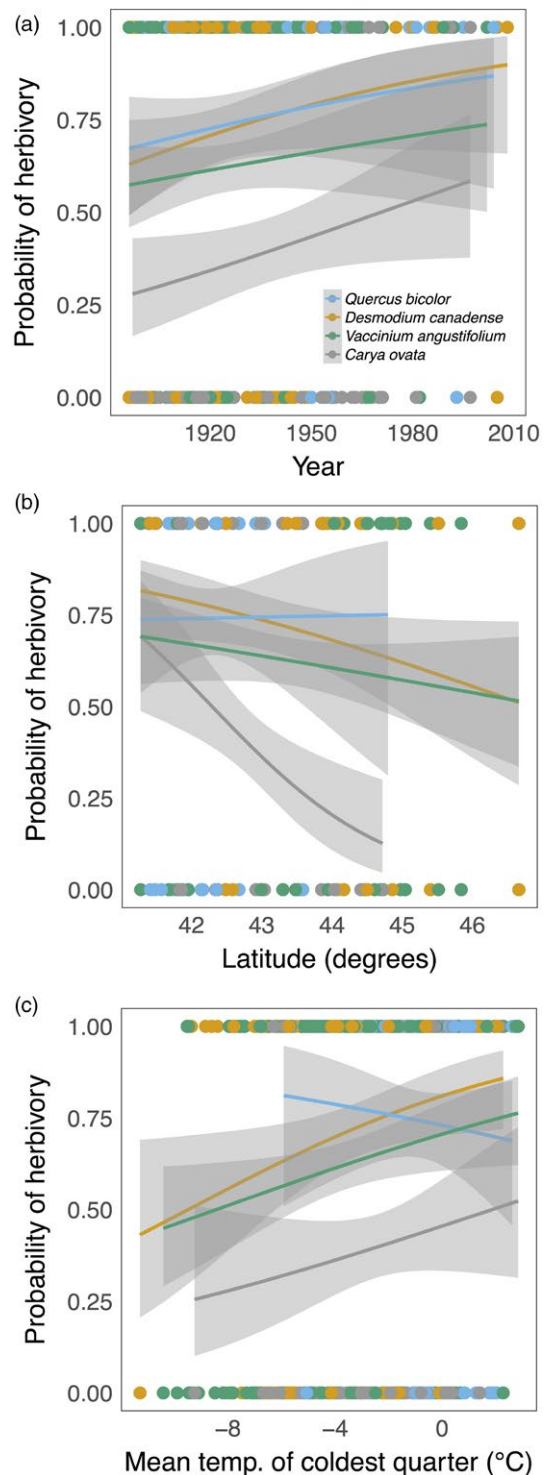 (a)
1.00
0.75
0.50
0.25
0.00
Probability of herbivory
Quercus bicolor
Desmodium canadense
Vaccinium angustifolium
Carya ovata
1920 1950 1980 2010
Year
(b)
1.00
0.75
0.50
0.25
0.00
Probability of herbivory
42 43 44 45 46
Latitude (degrees)
(c)
1.00
0.75
0.50
0.25
0.00
Probability of herbivory
−8 −4 0
Mean temp. of coldest quarter (°C)